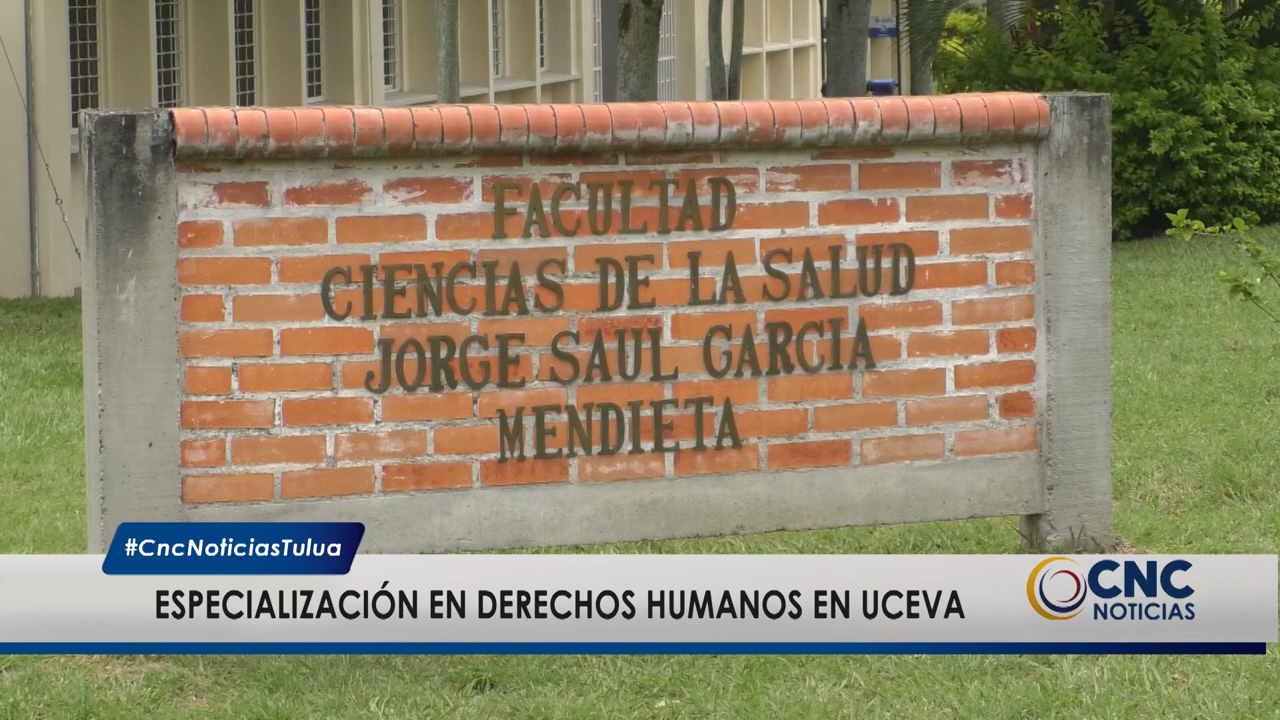 FACULTAD
CIENCIAS DE LA SALUD
JORGE SAUL GARCIA
MENDIETA
#CncNoticiasTulua
ESPECIALIZACIÓN EN DERECHOS HUMANOS EN UCEVA
CNC
NOTICIAS